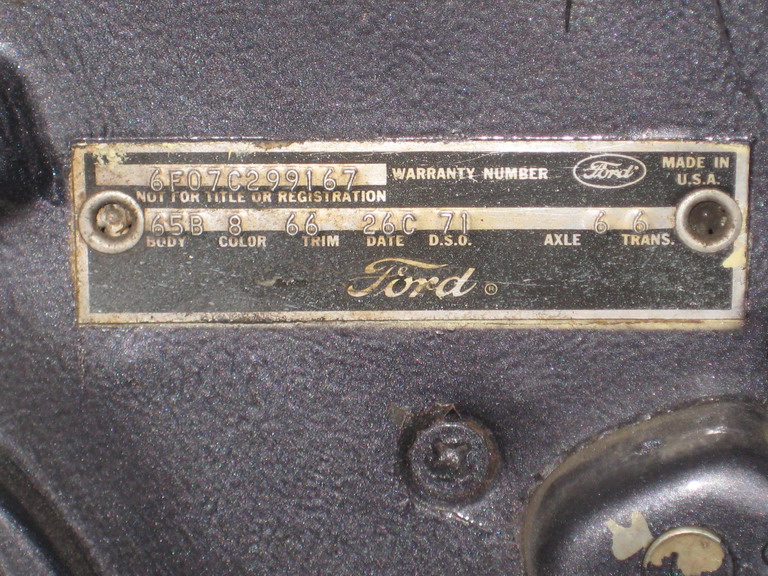 6F07C299167 WARRANTY NUMBER Ford MADE IN
U.S.A.
NOT FOR TITLE OR REGISTRATION
65B 8 66 26C 71 6 6
BODY COLOR TRIM DATE D.S.O. AXLE TRANS.
Ford ®